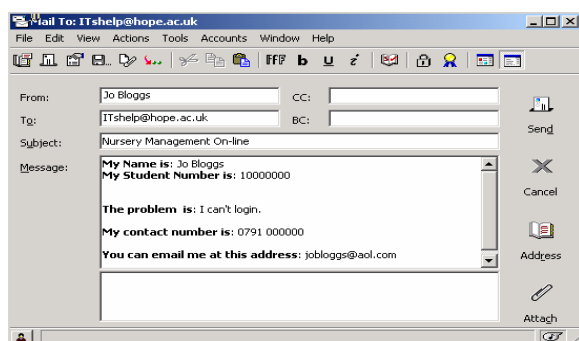 Mail To: ITshelp@hope.ac.uk
File Edit View Actions Tools Accounts Window Help
FFF b u i
From: Jo Bloggs CC:
To: ITshelp@hope.ac.uk BC:
Subject: Nursery Management On-line
Message: My Name is: Jo Bloggs
My Student Number is: 10000000
The problem is: I can't login.
My contact number is: 0791 000000
You can email me at this address: jobloggs@aol.com
Send
Cancel
Address
Attach